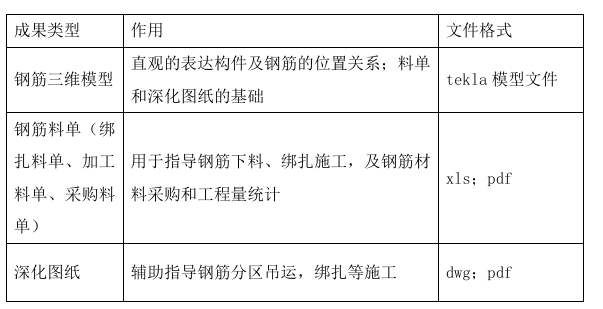 成果类型 作用 文件格式
钢筋三维模型 直观的表达构件及钢筋的位置关系；料单
和深化图纸的基础 tekla 模型文件
钢筋料单（绑
扎料单、加工
料单、采购料
单） 用于指导钢筋下料、绑扎施工，及钢筋材
料采购和工程量统计 xls；pdf
深化图纸 辅助指导钢筋分区吊运，绑扎等施工 dwg；pdf